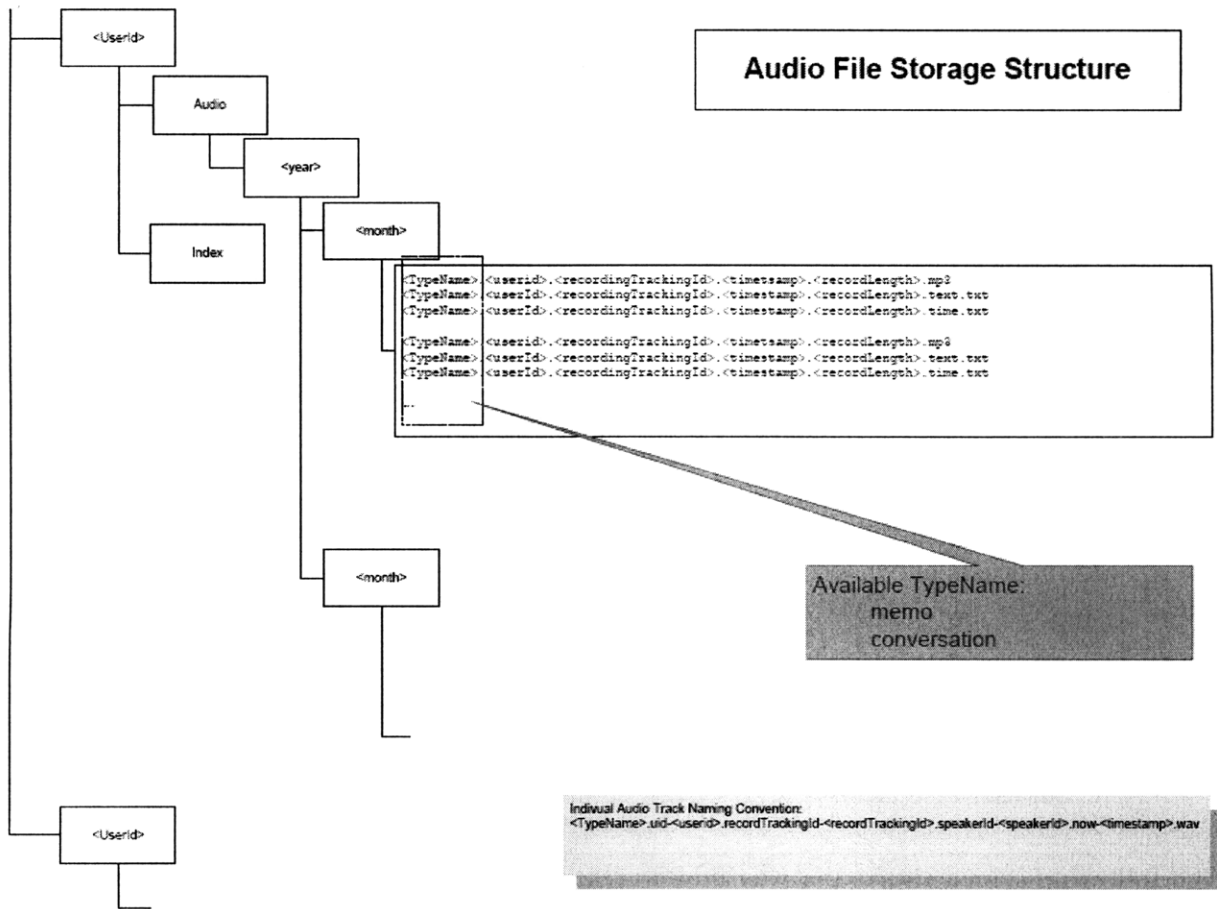 <UserId>
Audio File Storage Structure
Audio
<year>
<month>
Index
<TypeName>.<userid>.<recordingTrackingId>.<timetsamp>.<recordLength>.mp3
<TypeName>.<userId>.<recordingTrackingId>.<timestamp>.<recordLength>.text.txt
<TypeName>.<userId>.<recordingTrackingId>.<timestamp>.<recordLength>.time.txt
<TypeName>.<userid>.<recordingTrackingId>.<timetsamp>.<recordLength>.mp3
<TypeName>.<userId>.<recordingTrackingId>.<timestamp>.<recordLength>.text.txt
<TypeName>.<userId>.<recordingTrackingId>.<timestamp>.<recordLength>.time.txt
...
<month>
Available TypeName:
memo
conversation
Indivual Audio Track Naming Convention:
<TypeName>.uid-<userid>.recordTrackingId-<recordTrackingId>.speakerId-<speakerId>.now-<timestamp>.wav
<UserId>